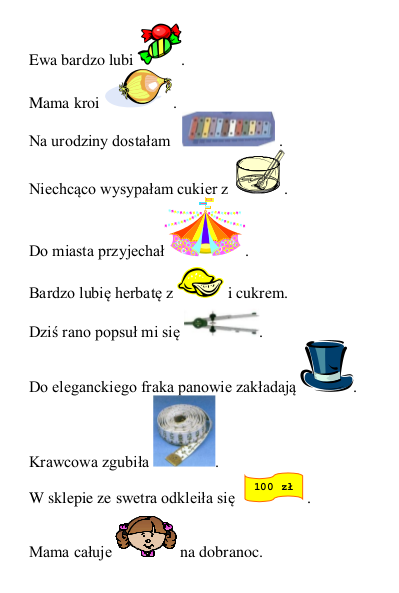 Ewa bardzo lubi .
Mama kroi .
Na urodziny dostałam .
Niechcąco wysypałam cukier z .
Do miasta przyjechał .
Bardzo lubię herbatę z i cukrem.
Dziś rano popsuł mi się .
Do eleganckiego fraka panowie zakładają .
Krawcowa zgubiła .
W sklepie ze swetra odkleiła się 100 zł .
Mama całuje na dobranoc.